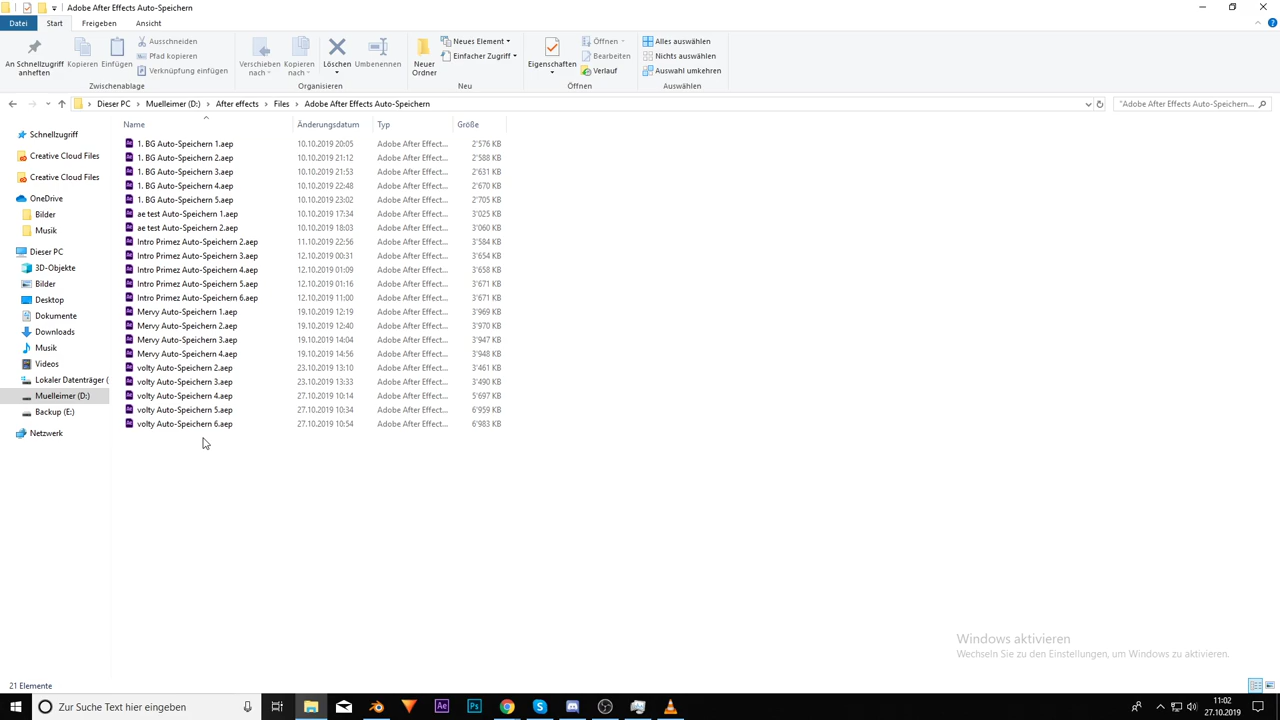 Adobe After Effects Auto-Speichern
Datei Start Freigeben Ansicht
An Schnellzugriff anheften
Kopieren
Einfügen
Ausschneiden
Pfad kopieren
Verknüpfung einfügen
Zwischenablage
Verschieben nach
Kopieren nach
Löschen
Umbenennen
Organisieren
Neuer Ordner
Neues Element
Einfacher Zugriff
Neu
Eigenschaften
Öffnen
Bearbeiten
Verlauf
Öffnen
Alles auswählen
Nichts auswählen
Auswahl umkehren
Auswählen
Dieser PC > Muelleimer (D:) > After effects > Files > Adobe After Effects Auto-Speichern
"Adobe After Effects Auto-Speichern...
Schnellzugriff
Creative Cloud Files
Creative Cloud Files
OneDrive
Bilder
Musik
Dieser PC
3D-Objekte
Bilder
Desktop
Dokumente
Downloads
Musik
Videos
Lokaler Datenträger (
Muelleimer (D:)
Backup (E:)
Netzwerk
Name Änderungsdatum Typ Größe
1. BG Auto-Speichern 1.aep 10.10.2019 20:05 Adobe After Effect... 2'576 KB
1. BG Auto-Speichern 2.aep 10.10.2019 21:12 Adobe After Effect... 2'588 KB
1. BG Auto-Speichern 3.aep 10.10.2019 21:53 Adobe After Effect... 2'631 KB
1. BG Auto-Speichern 4.aep 10.10.2019 22:48 Adobe After Effect... 2'670 KB
1. BG Auto-Speichern 5.aep 10.10.2019 23:02 Adobe After Effect... 2'705 KB
ae test Auto-Speichern 1.aep 10.10.2019 17:34 Adobe After Effect... 3'025 KB
ae test Auto-Speichern 2.aep 10.10.2019 18:03 Adobe After Effect... 3'060 KB
Intro Primez Auto-Speichern 2.aep 11.10.2019 22:56 Adobe After Effect... 3'584 KB
Intro Primez Auto-Speichern 3.aep 12.10.2019 00:31 Adobe After Effect... 3'654 KB
Intro Primez Auto-Speichern 4.aep 12.10.2019 01:09 Adobe After Effect... 3'658 KB
Intro Primez Auto-Speichern 5.aep 12.10.2019 01:16 Adobe After Effect... 3'671 KB
Intro Primez Auto-Speichern 6.aep 12.10.2019 11:00 Adobe After Effect... 3'671 KB
Mervy Auto-Speichern 1.aep 19.10.2019 12:19 Adobe After Effect... 3'969 KB
Mervy Auto-Speichern 2.aep 19.10.2019 12:40 Adobe After Effect... 3'970 KB
Mervy Auto-Speichern 3.aep 19.10.2019 14:04 Adobe After Effect... 3'947 KB
Mervy Auto-Speichern 4.aep 19.10.2019 14:56 Adobe After Effect... 3'948 KB
volty Auto-Speichern 2.aep 23.10.2019 13:10 Adobe After Effect... 3'461 KB
volty Auto-Speichern 3.aep 23.10.2019 13:33 Adobe After Effect... 3'490 KB
volty Auto-Speichern 4.aep 27.10.2019 10:14 Adobe After Effect... 5'697 KB
volty Auto-Speichern 5.aep 27.10.2019 10:34 Adobe After Effect... 6'959 KB
volty Auto-Speichern 6.aep 27.10.2019 10:54 Adobe After Effect... 6'983 KB
Windows aktivieren
Wechseln Sie zu den Einstellungen, um Windows zu aktivieren.
21 Elemente
Zur Suche Text hier eingeben
Ae
Ps
11:02
27.10.2019